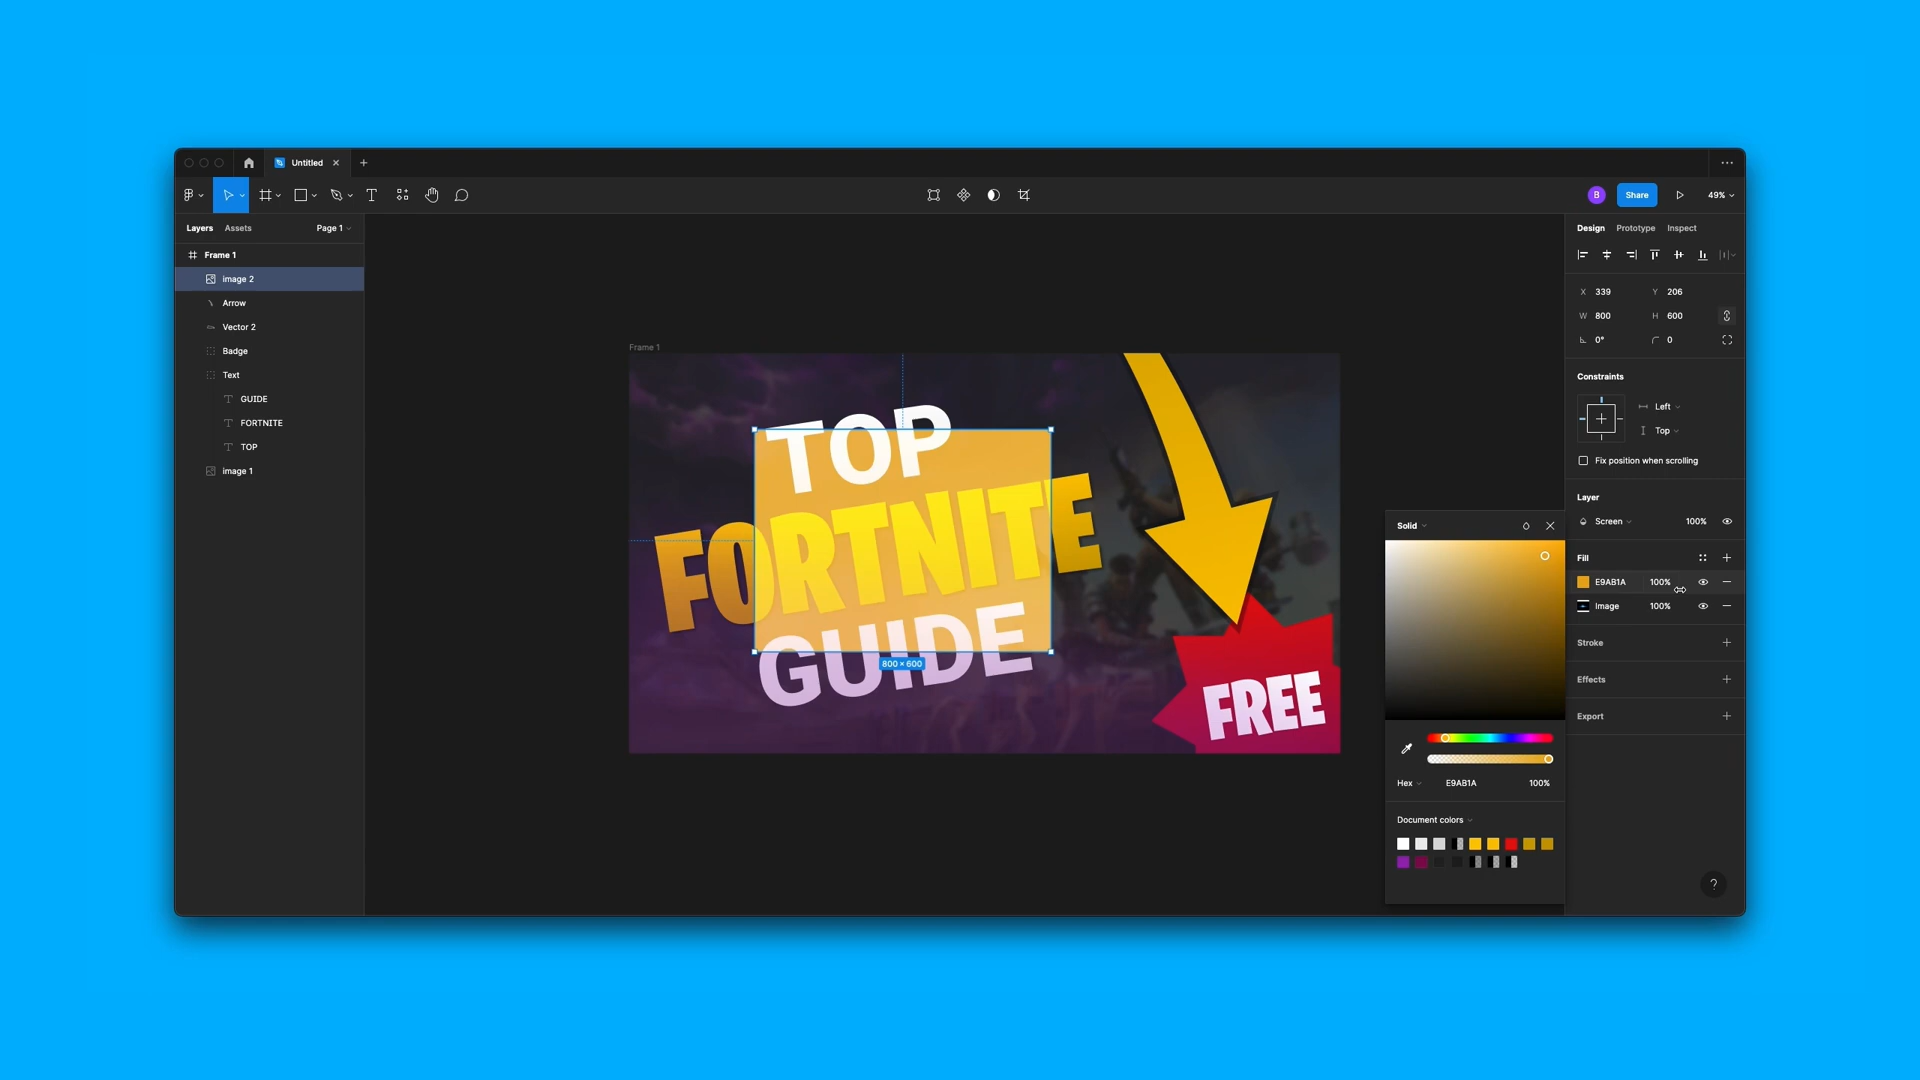 Untitled
B
Share
49%
Layers
Assets
Page 1
Design
Prototype
Inspect
Frame 1
image 2
Arrow
Vector 2
Badge
Text
GUIDE
FORTNITE
TOP
image 1
Frame 1
TOP
FORTNITE
GUIDE
800 × 600
FREE
X 339
Y 206
W 800
H 600
0°
0
Constraints
Left
Top
Fix position when scrolling
Layer
Screen
100%
Fill
E9AB1A
100%
Image
100%
Stroke
Effects
Export
Solid
Hex
E9AB1A
100%
Document colors
?